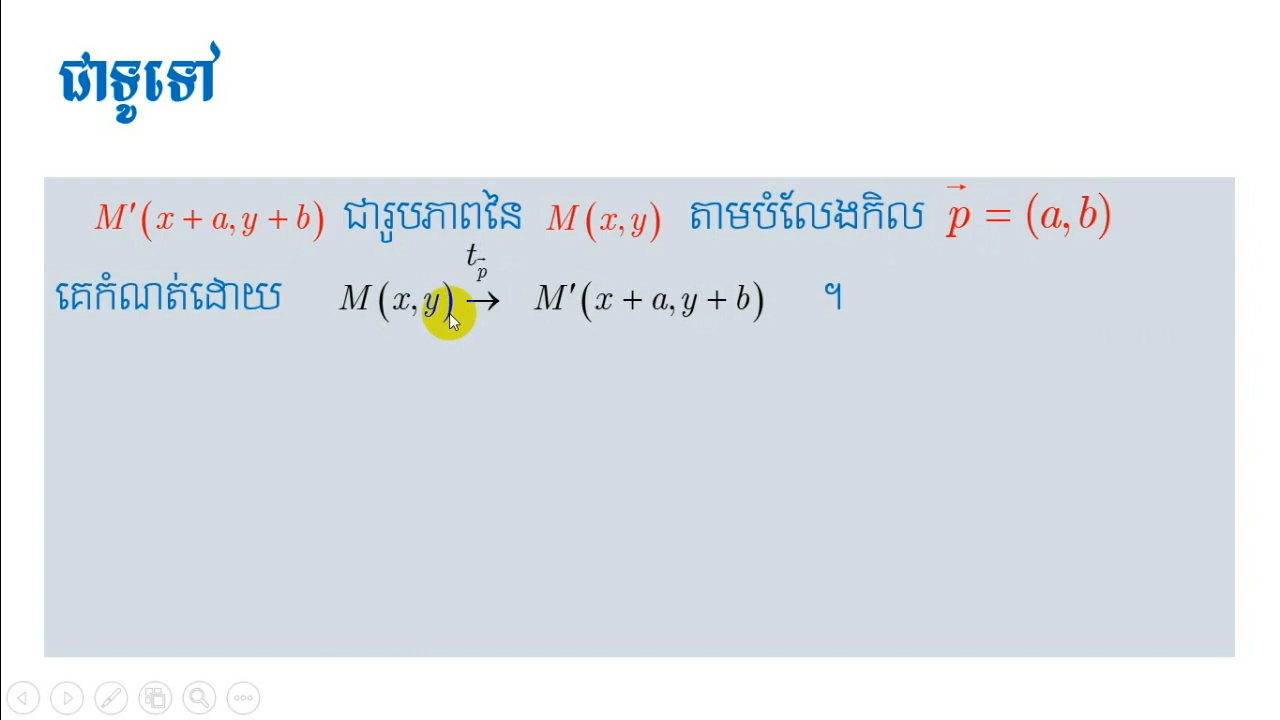 ជាទូទៅ
M′(x + a, y + b) ជារូបភាពនៃ M(x, y) តាមបំលែងកិល p⃗ = (a, b)
គេកំណត់ដោយ M(x, y) →^{t_{p⃗}} M′(x + a, y + b) ។